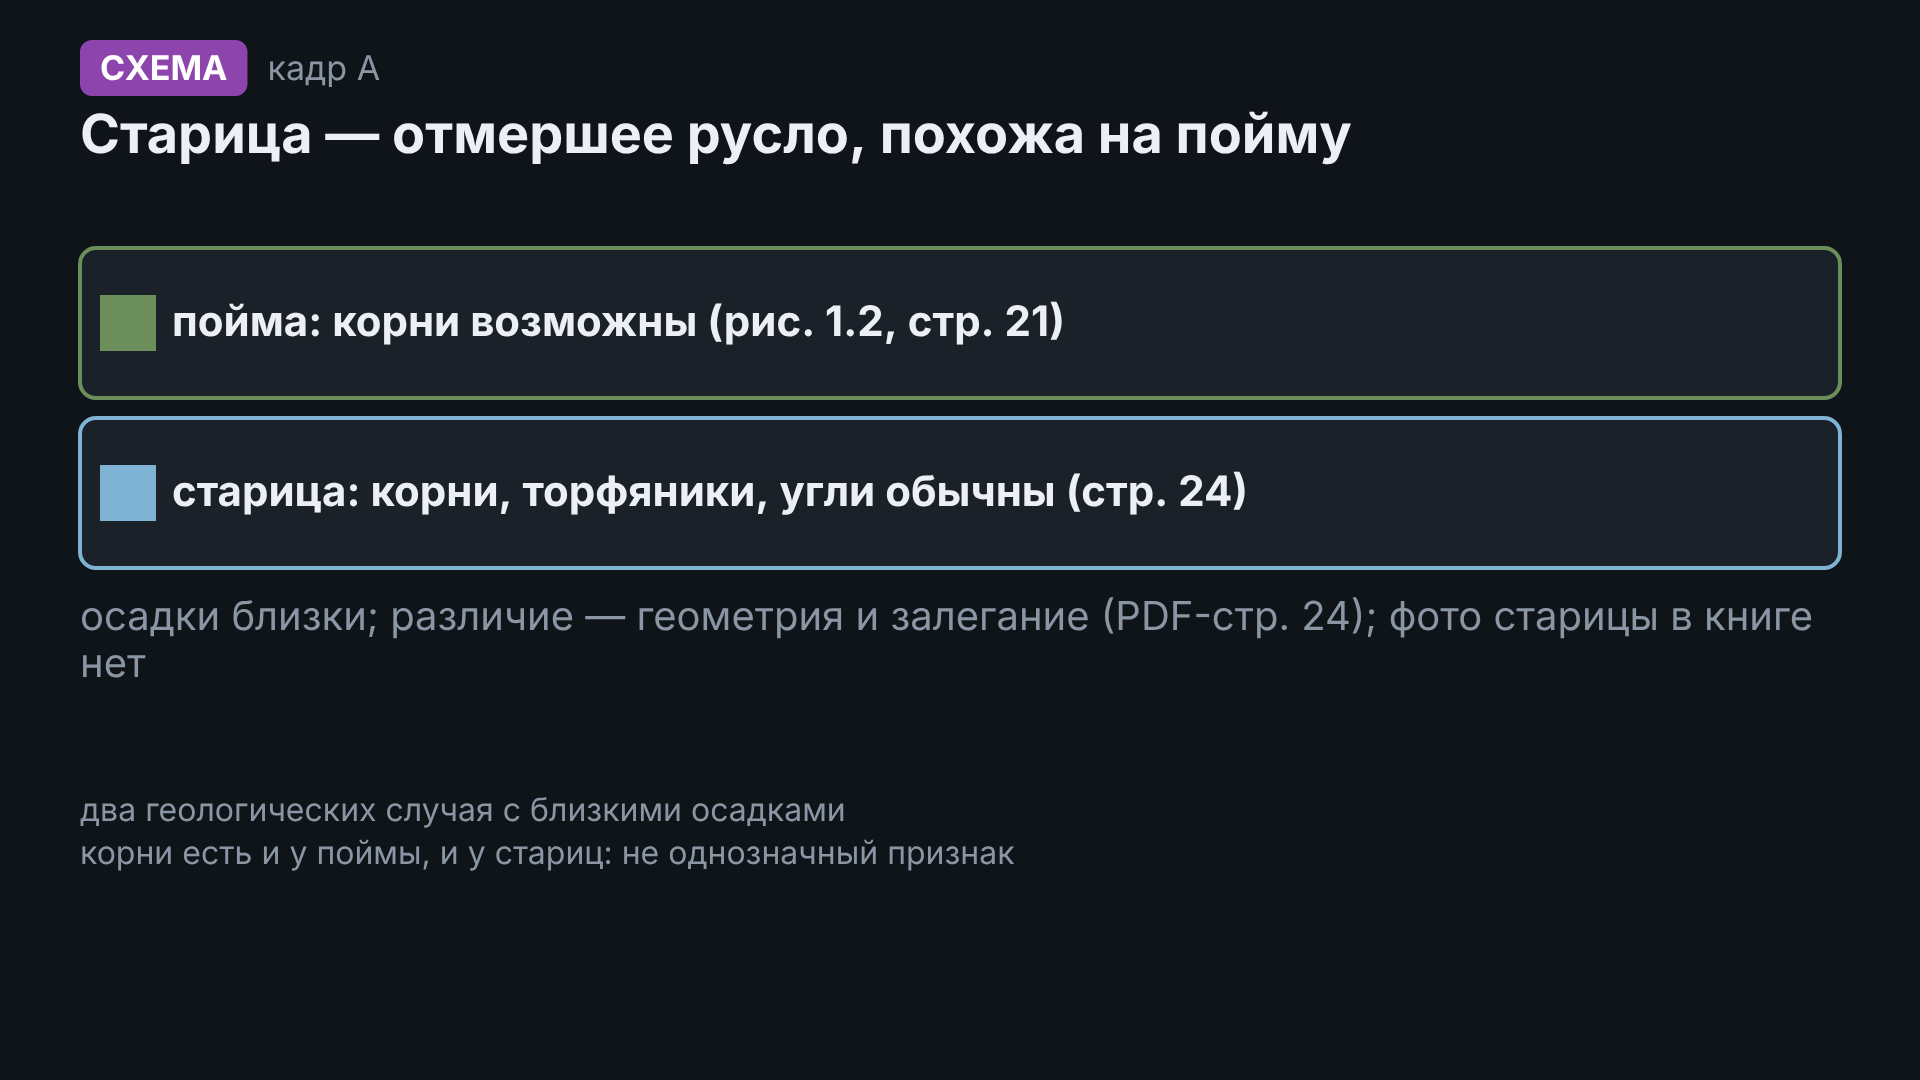 СХЕМА кадр А
Старица — отмершее русло, похожа на пойму
пойма: корни возможны (рис. 1.2, стр. 21)
старица: корни, торфяники, угли обычны (стр. 24)
осадки близки; различие — геометрия и залегание (PDF-стр. 24); фото старицы в книге
нет
два геологических случая с близкими осадками
корни есть и у поймы, и у стариц: не однозначный признак